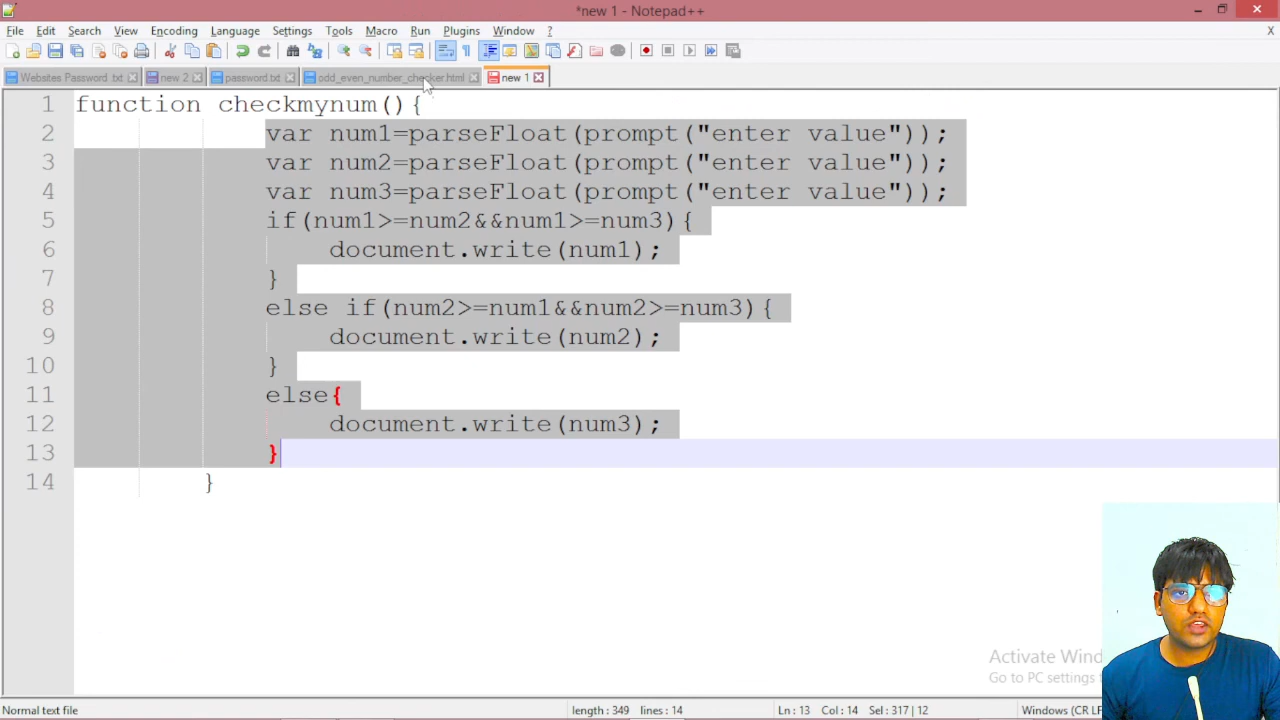 *new 1 - Notepad++
File Edit Search View Encoding Language Settings Tools Macro Run Plugins Window ? X
Websites Password .txt new 2 password.txt odd_even_number_checker.html new 1
1 function checkmynum(){
2 var num1=parseFloat(prompt("enter value"));
3 var num2=parseFloat(prompt("enter value"));
4 var num3=parseFloat(prompt("enter value"));
5 if(num1>=num2&&num1>=num3){
6 document.write(num1);
7 }
8 else if(num2>=num1&&num2>=num3){
9 document.write(num2);
10 }
11 else{
12 document.write(num3);
13 }
14 }
Activate Wind
Go to PC settings
Normal text file length : 349 lines : 14 Ln : 13 Col : 14 Sel : 317 | 12 Windows (CR LF